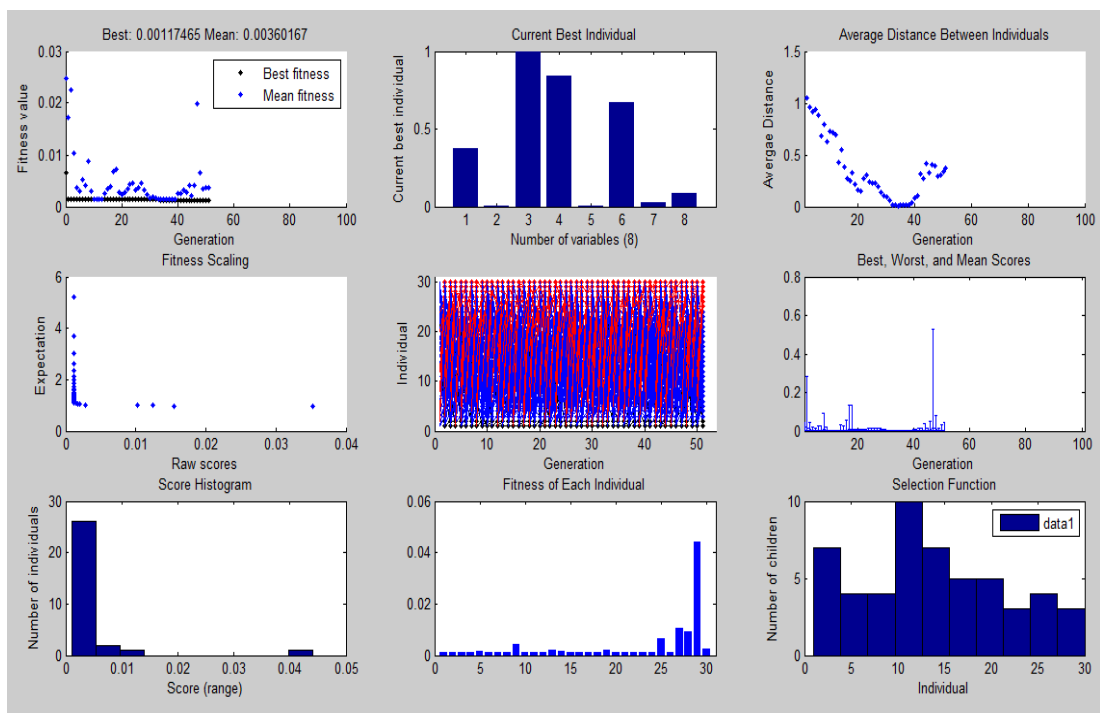 Best: 0.00117465 Mean: 0.00360167
Fitness value
0.03
0.02
0.01
0
Best fitness
Mean fitness
0 20 40 60 80 100
Generation
Current Best Individual
Current best individual
1
0.5
0
1 2 3 4 5 6 7 8
Number of variables (8)
Average Distance Between Individuals
Avergae Distance
1.5
1
0.5
0
0 20 40 60 80 100
Generation
Fitness Scaling
Expectation
6
4
2
0
0 0.01 0.02 0.03 0.04
Raw scores
Individual
30
20
10
0
0 10 20 30 40 50
Generation
Best, Worst, and Mean Scores
0.8
0.6
0.4
0.2
0
20 40 60 80 100
Generation
Score Histogram
Number of individuals
30
20
10
0
0 0.01 0.02 0.03 0.04 0.05
Score (range)
Fitness of Each Individual
0.06
0.04
0.02
0
0 5 10 15 20 25 30
Selection Function
Number of children
10
5
0
data1
0 5 10 15 20 25 30
Individual